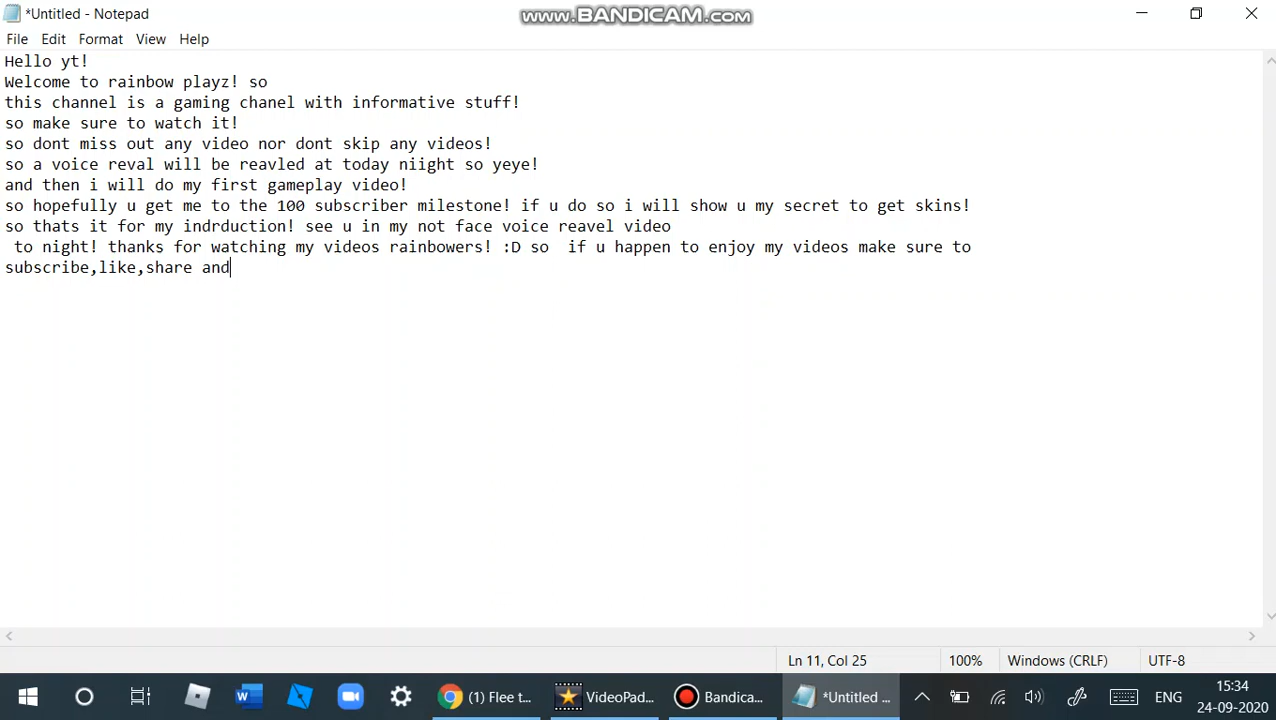 *Untitled - Notepad
www.BANDICAM.com
File Edit Format View Help
Hello yt!
Welcome to rainbow playz! so
this channel is a gaming chanel with informative stuff!
so make sure to watch it!
so dont miss out any video nor dont skip any videos!
so a voice reval will be reavled at today niight so yeye!
and then i will do my first gameplay video!
so hopefully u get me to the 100 subscriber milestone! if u do so i will show u my secret to get skins!
so thats it for my indrduction! see u in my not face voice reavel video
to night! thanks for watching my videos rainbowers! :D so  if u happen to enjoy my videos make sure to
subscribe,like,share and
Ln 11, Col 25 100% Windows (CRLF) UTF-8
(1) Flee t... VideoPad... Bandica... *Untitled ... ENG 15:34
24-09-2020